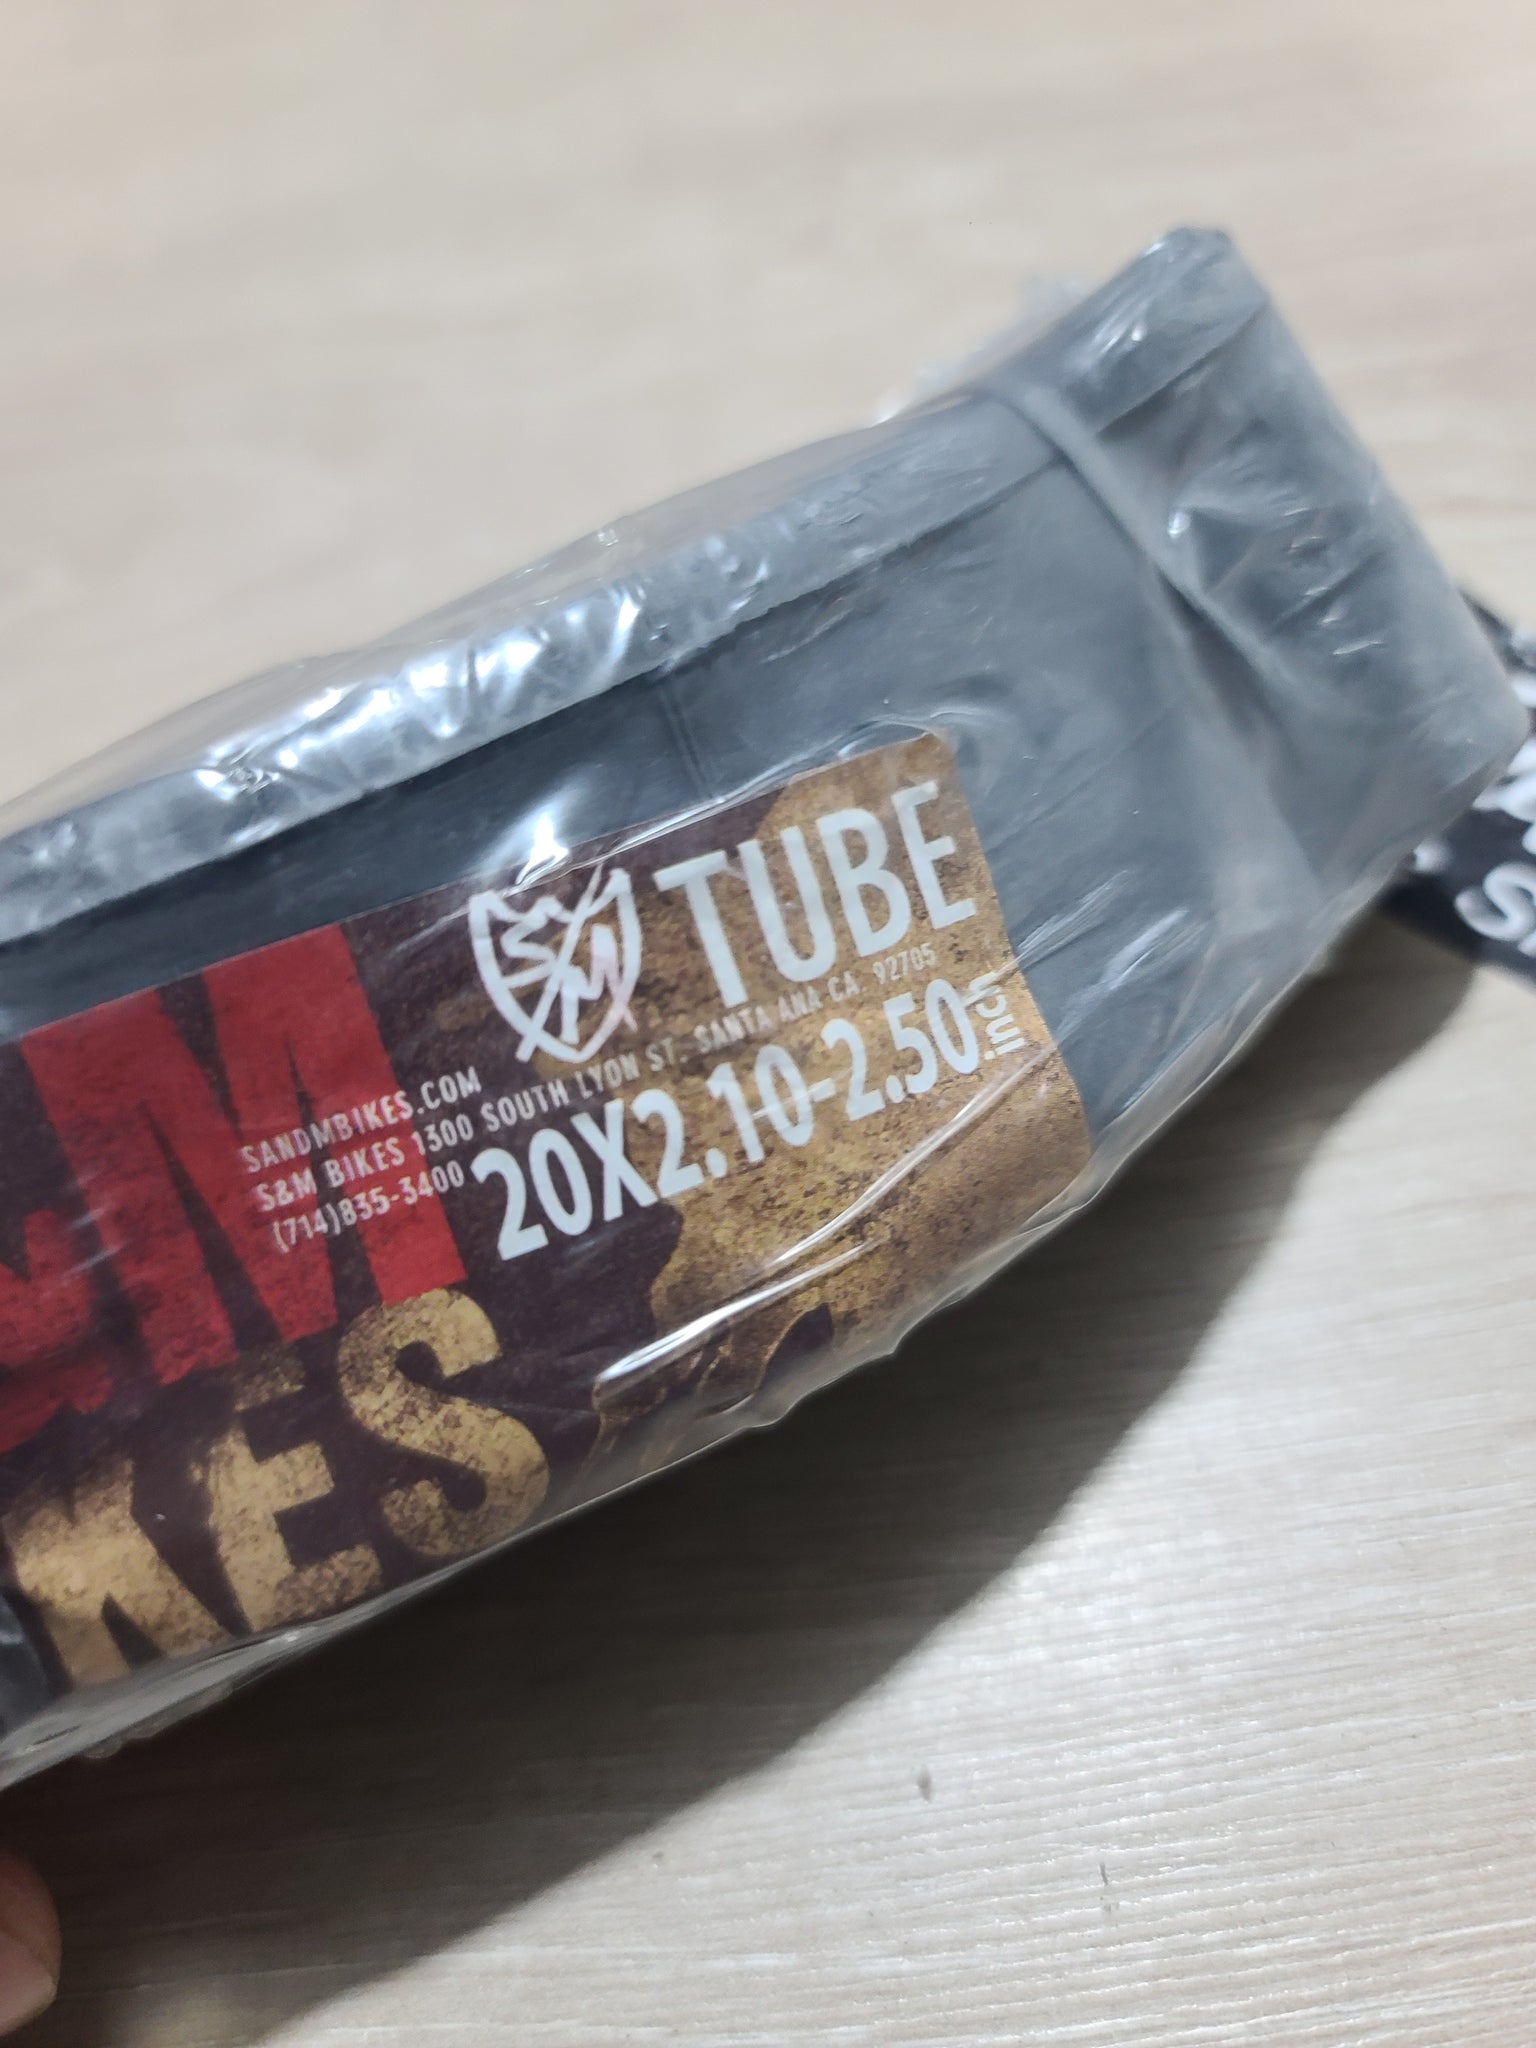 S M TUBE
SANDMBIKES.COM
S&M BIKES 1300 SOUTH LYON ST. SANTA ANA CA. 92705
(714)835-3400
20X2.10-2.50 inch
M
KES